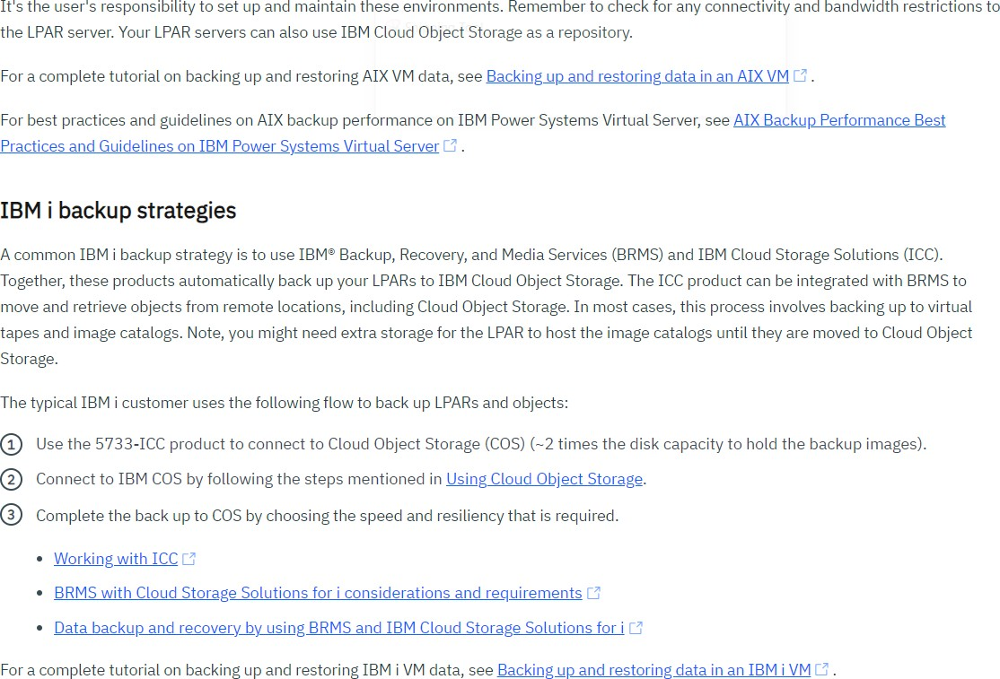 It's the user's responsibility to set up and maintain these environments. Remember to check for any connectivity and bandwidth restrictions to
the LPAR server. Your LPAR servers can also use IBM Cloud Object Storage as a repository.
For a complete tutorial on backing up and restoring AIX VM data, see Backing up and restoring data in an AIX VM .
For best practices and guidelines on AIX backup performance on IBM Power Systems Virtual Server, see AIX Backup Performance Best
Practices and Guidelines on IBM Power Systems Virtual Server .
IBM i backup strategies
A common IBM i backup strategy is to use IBM® Backup, Recovery, and Media Services (BRMS) and IBM Cloud Storage Solutions (ICC).
Together, these products automatically back up your LPARs to IBM Cloud Object Storage. The ICC product can be integrated with BRMS to
move and retrieve objects from remote locations, including Cloud Object Storage. In most cases, this process involves backing up to virtual
tapes and image catalogs. Note, you might need extra storage for the LPAR to host the image catalogs until they are moved to Cloud Object
Storage.
The typical IBM i customer uses the following flow to back up LPARs and objects:
1 Use the 5733-ICC product to connect to Cloud Object Storage (COS) (~2 times the disk capacity to hold the backup images).
2 Connect to IBM COS by following the steps mentioned in Using Cloud Object Storage.
3 Complete the back up to COS by choosing the speed and resiliency that is required.
• Working with ICC
• BRMS with Cloud Storage Solutions for i considerations and requirements
• Data backup and recovery by using BRMS and IBM Cloud Storage Solutions for i
For a complete tutorial on backing up and restoring IBM i VM data, see Backing up and restoring data in an IBM i VM .